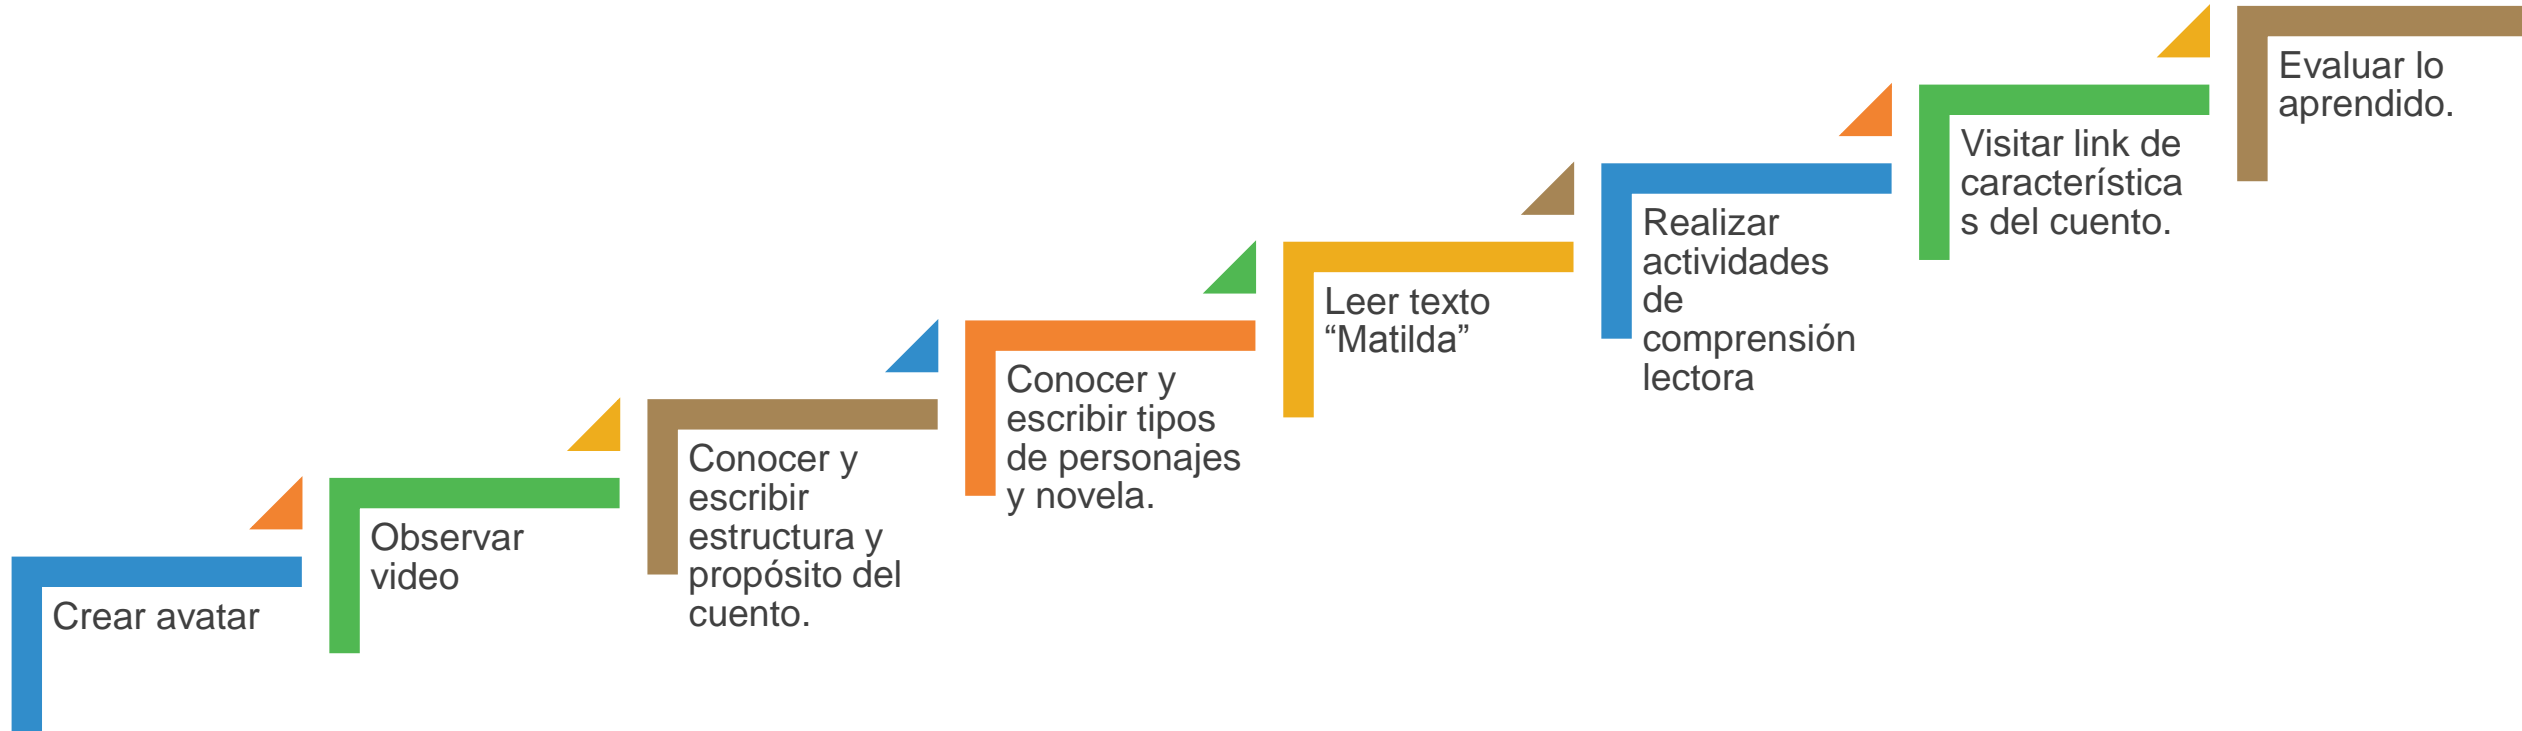 Crear avatar
Observar
video
Conocer y
escribir
estructura y
propósito del
cuento.
Conocer y
escribir tipos
de personajes
y novela.
Leer texto
“Matilda”
Realizar
actividades
de
comprensión
lectora
Visitar link de
característica
s del cuento.
Evaluar lo
aprendido.